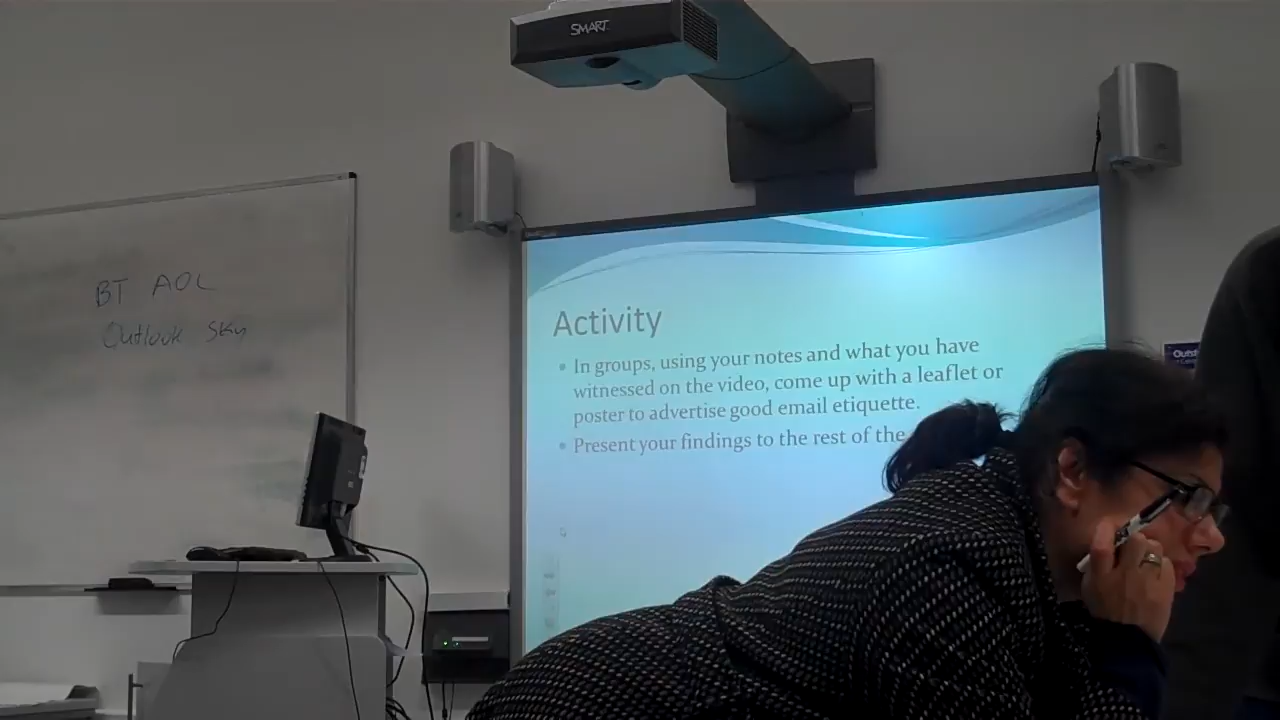 SMART
BT AOL
Outlook Sky
Activity
In groups, using your notes and what you have
witnessed on the video, come up with a leaflet or
poster to advertise good email etiquette.
Present your findings to the rest of the